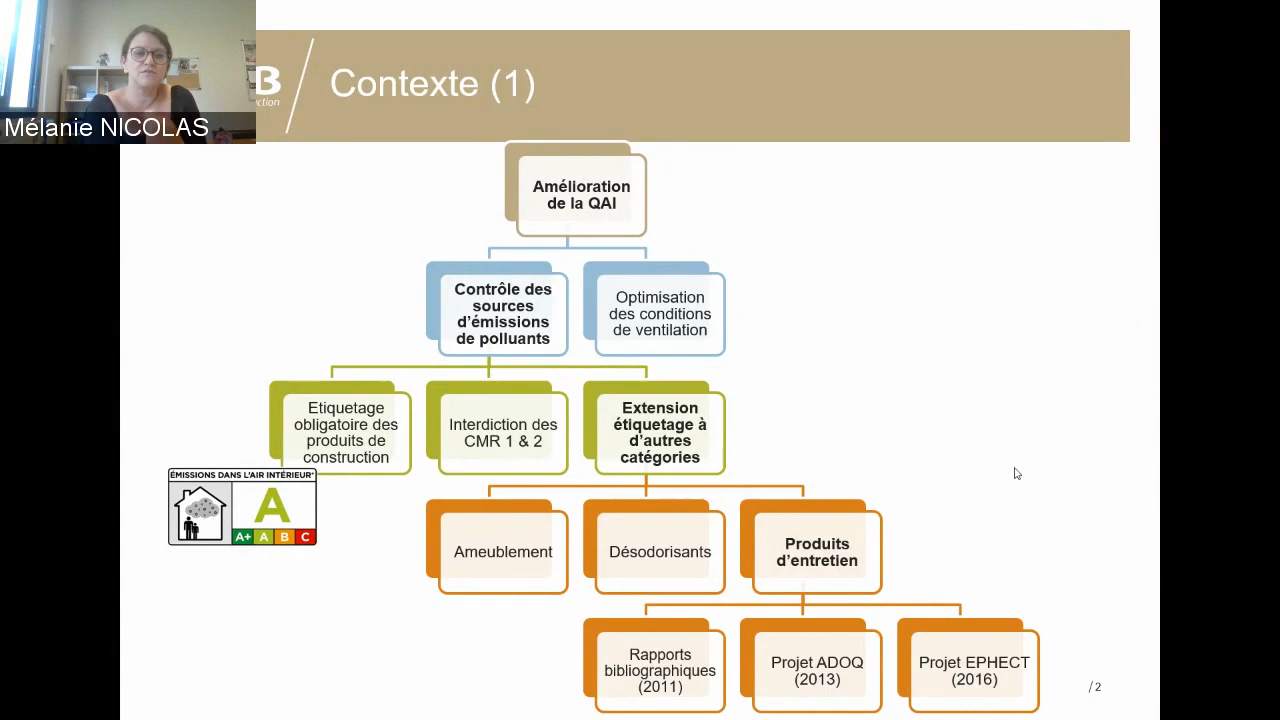 B
ction
Contexte (1)
Mélanie NICOLAS
Amélioration
de la QAI
Contrôle des
sources
d'émissions
de polluants
Optimisation
des conditions
de ventilation
Etiquetage
obligatoire des
produits de
construction
Interdiction des
CMR 1 & 2
Extension
étiquetage à
d'autres
catégories
ÉMISSIONS DANS L'AIR INTÉRIEUR*
A
A+ A B C
Ameublement
Désodorisants
Produits
d'entretien
Rapports
bibliographiques
(2011)
Projet ADOQ
(2013)
Projet EPHECT
(2016)
/ 2